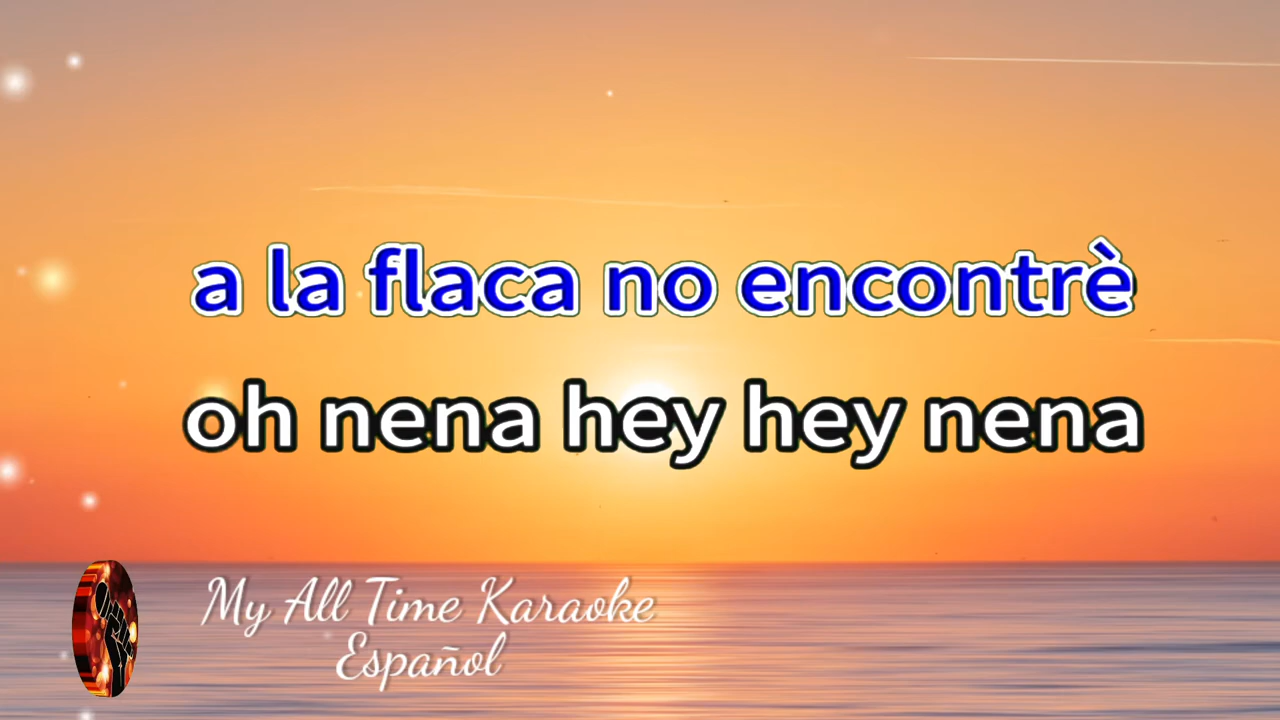 a la flaca no encontrè
oh nena hey hey nena
My All Time Karaoke
Español